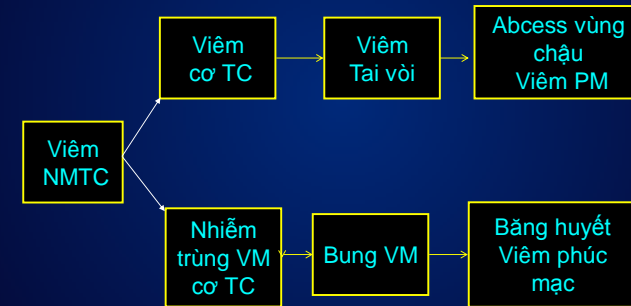 Viêm
cơ TC
Viêm
Tai vòi
Abcess vùng
chậu
Viêm PM
Viêm
NMTC
Nhiễm
trùng VM
cơ TC
Bung VM
Băng huyết
Viêm phúc
mạc